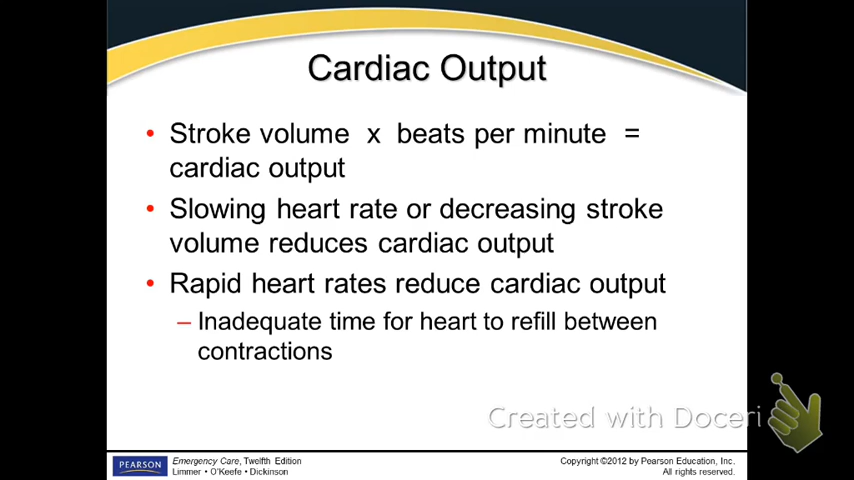 Cardiac Output
• Stroke volume x beats per minute =
cardiac output
• Slowing heart rate or decreasing stroke
volume reduces cardiac output
• Rapid heart rates reduce cardiac output
– Inadequate time for heart to refill between
contractions
Created with Doceri
PEARSON
Emergency Care, Twelfth Edition
Limmer • O'Keefe • Dickinson
Copyright ©2012 by Pearson Education, Inc.
All rights reserved.